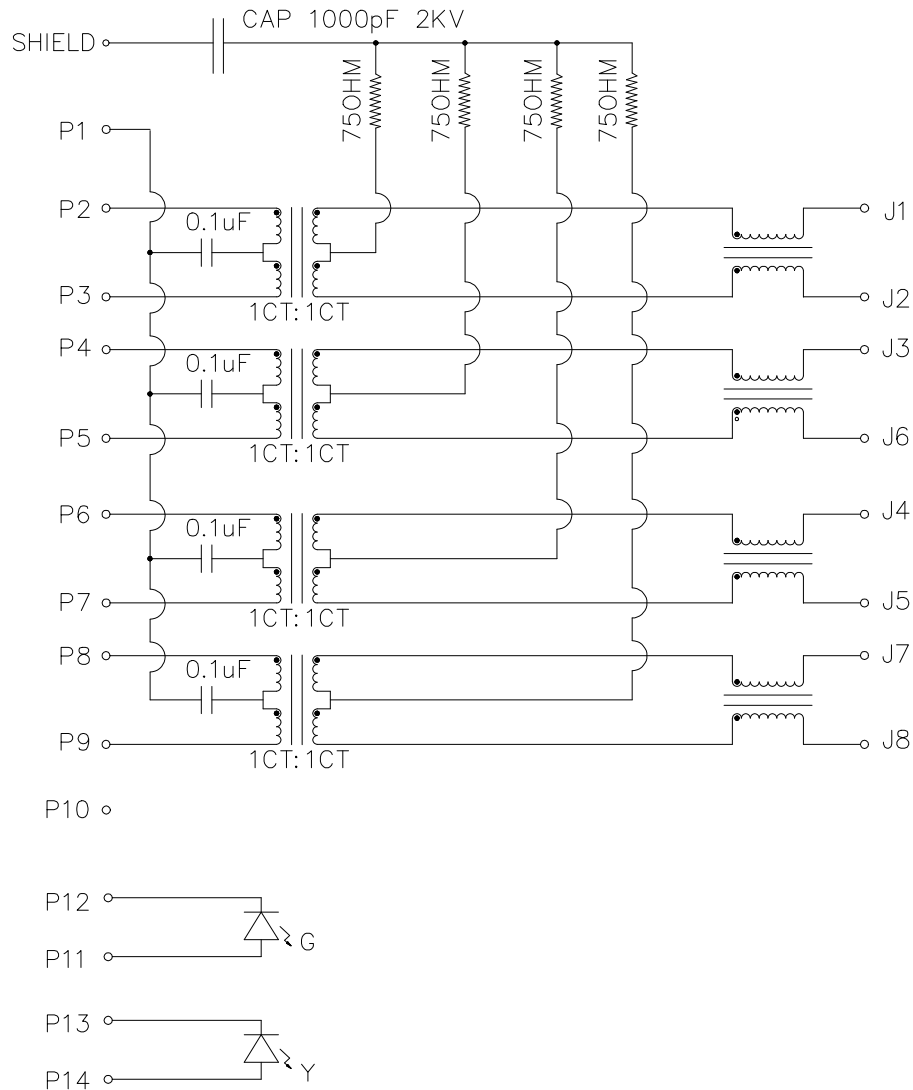 CAP 1000pF 2KV
SHIELD
75OHM
75OHM
75OHM
75OHM
P1
P2
0.1uF
J1
P3
1CT:1CT
J2
P4
0.1uF
J3
P5
1CT:1CT
J6
P6
0.1uF
J4
P7
1CT:1CT
J5
P8
0.1uF
J7
P9
1CT:1CT
J8
P10
P12
G
P11
P13
Y
P14